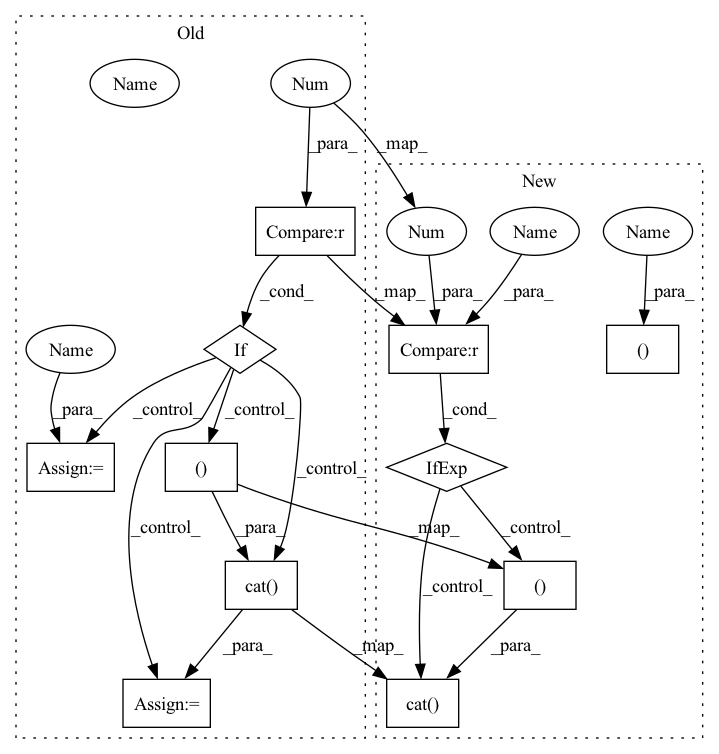 Old
Name
Num
_para_
_map_
New
Compare:r
Num
Name
Name
_cond_
_map_
_para_
_para_
_para_
Name
If
Compare:r
()
_para_
_control_
_control_
_control_
_cond_
Assign:=
()
IfExp
_control_
_para_
_map_
_control_
_control_
cat()
()
_para_
_map_
_para_
Assign:=
cat()